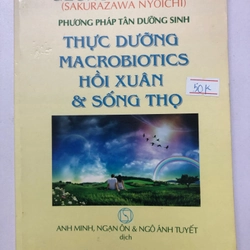 (SAKURAZAWA NYOICHI)
PHƯƠNG PHÁP TÂN DƯỠNG SINH
THỰC DƯỠNG
MACROBIOTICS
HỒI XUÂN
& SỐNG THỌ
50K
ANH MINH, NGẠN ÔN & NGÔ ÁNH TUYẾT
dịch